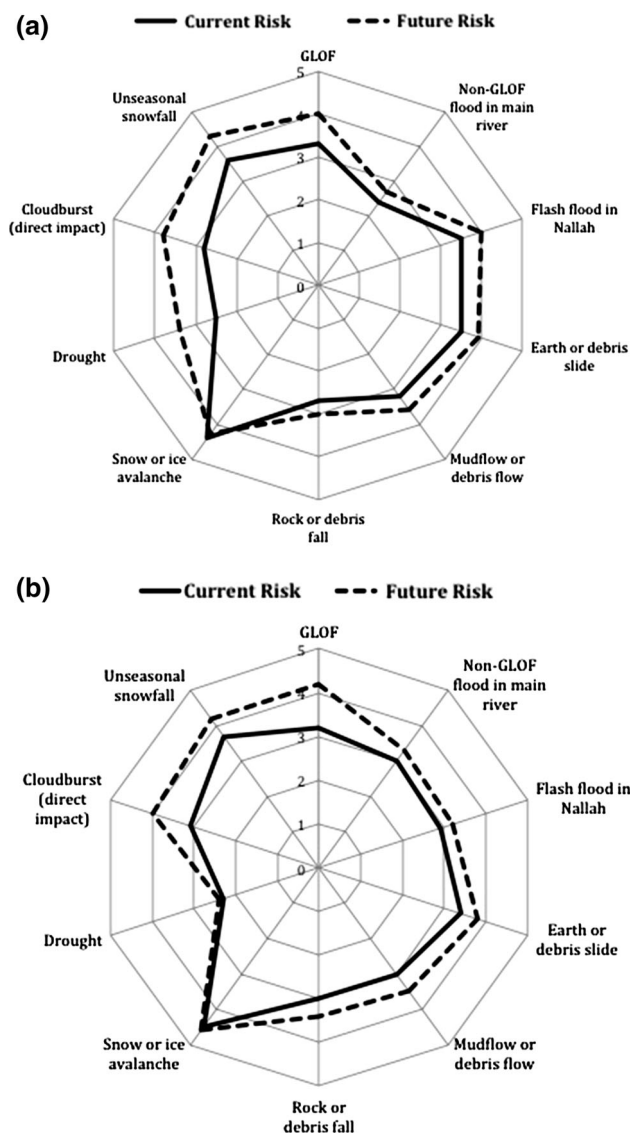 (a)
Current Risk Future Risk
GLOF
Unseasonal
snowfall
Non-GLOF
flood in main
river
Cloudburst
(direct impact)
Flash flood in
Nallah
Drought
Earth or debris
slide
Snow or ice
avalanche
Mudflow or
debris flow
Rock or debris
fall
5
4
3
2
1
0
(b)
Current Risk Future Risk
GLOF
Unseasonal
snowfall
Non-GLOF
flood in main
river
Cloudburst
(direct
impact)
Flash flood in
Nallah
Drought
Earth or
debris slide
Snow or ice
avalanche
Mudflow or
debris flow
Rock or
debris fall
5
4
3
2
1
0